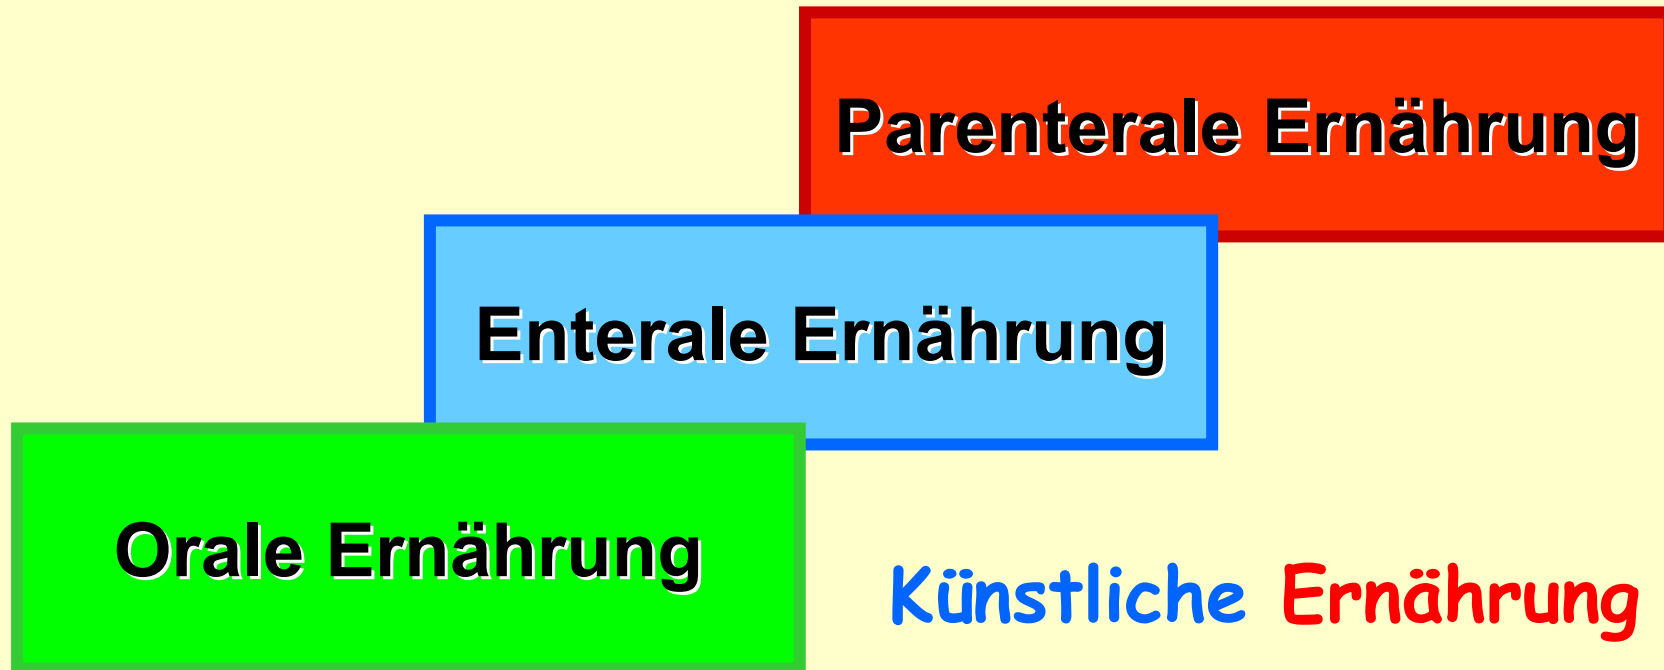 Parenterale Ernährung
Enterale Ernährung
Orale Ernährung
Künstliche Ernährung